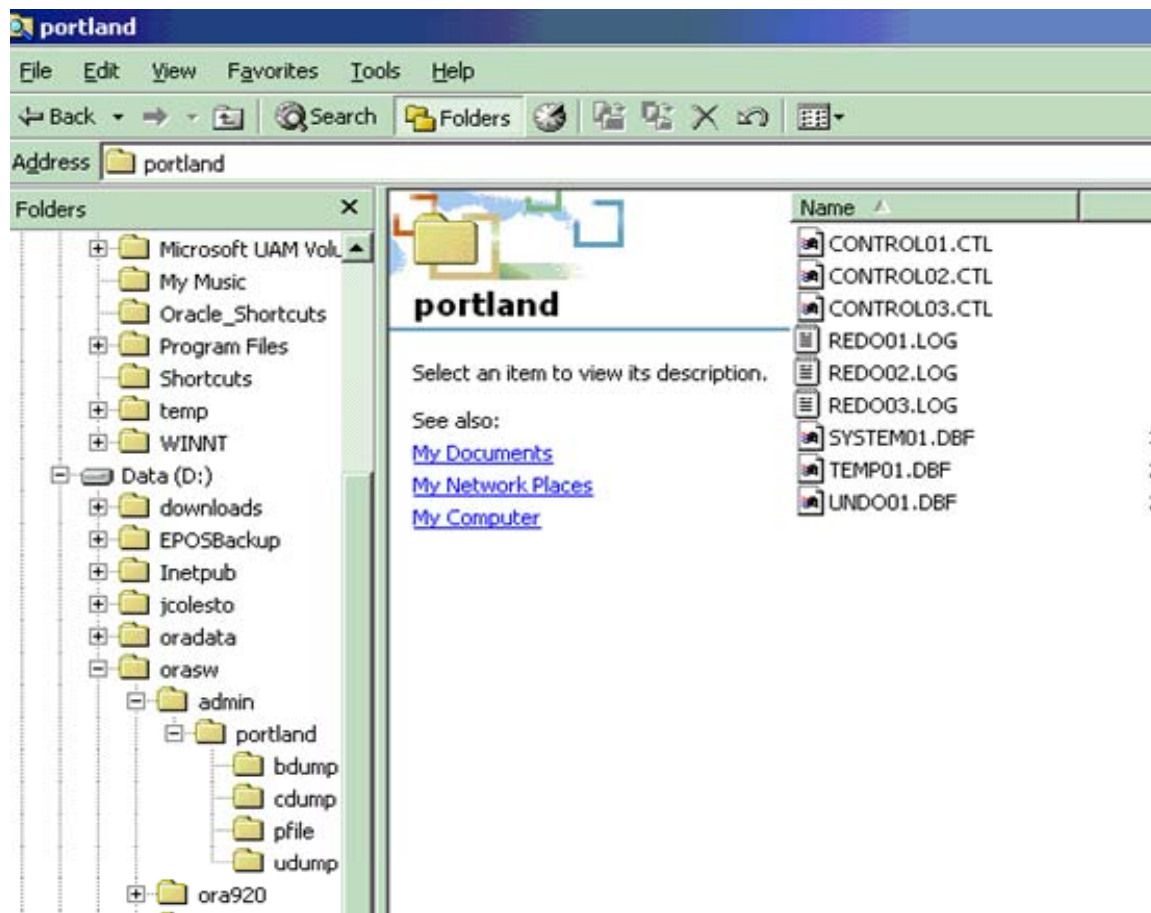 portland
File Edit View Favorites Tools Help
Back Search Folders
Address portland
Folders
Microsoft UAM Volu
My Music
Oracle_Shortcuts
Program Files
Shortcuts
temp
WINNT
Data (D:)
downloads
EPOSBackup
Inetpub
jcolesto
oradata
orasw
admin
portland
bdump
cdump
pfile
udump
ora920
portland
Select an item to view its description.
See also:
My Documents
My Network Places
My Computer
Name
CONTROL01.CTL
CONTROL02.CTL
CONTROL03.CTL
REDO01.LOG
REDO02.LOG
REDO03.LOG
SYSTEM01.DBF
TEMP01.DBF
UNDO01.DBF